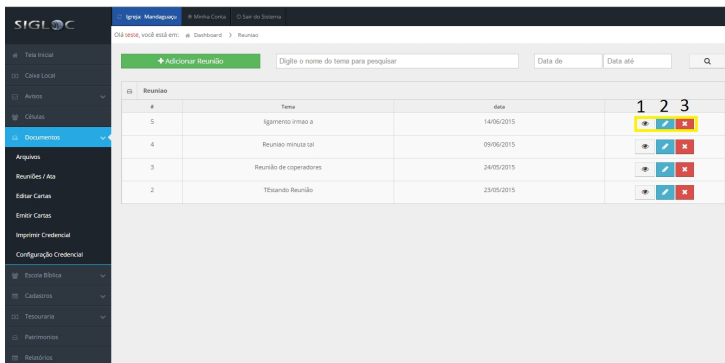 SIGLOC
Igreja Mandaguaçu Minha Conta Sair do Sistema
Olá sesse, você está em: Dashboard > Reuniao
Tela Inicial
Caixa Local
Avisos
Células
Documentos
Arquivos
Reuniões / Ata
Editar Cartas
Emitir Cartas
Imprimir Credencial
Configuração Credencial
Escola Bíblica
Cadastros
Tesouraria
Patrimonios
Relatórios
+ Adicionar Reunião Digite o nome do tema para pesquisar Data de Data até
Reuniao
# Tema data 1 2 3
5 ligamento irmao a 14/06/2015
4 Reuniao minuta tal 09/06/2015
3 Reunião de coperadores 24/05/2015
2 TEstando Reunião 23/05/2015